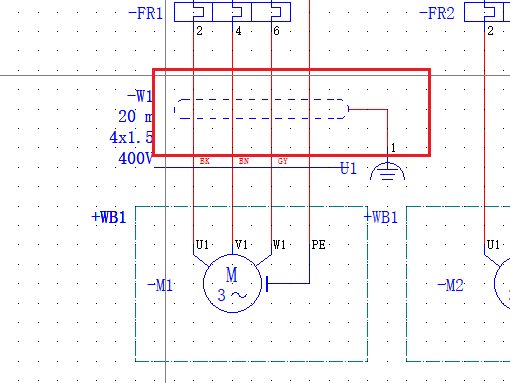 -FR1
-FR2
2 4 6
2
-W1
20 m
4x1.5
400V
BK BN GY
1
U1
+WB1
+WB1
U1 V1 W1 PE
U1
-M1
M
3~
-M2